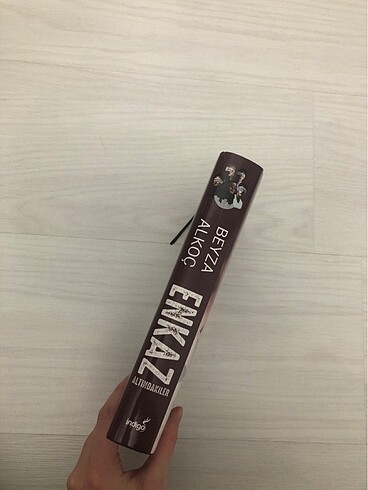 BEYZA
ALKOÇ
ENKAZ
ALTINDAKİLER
indigo